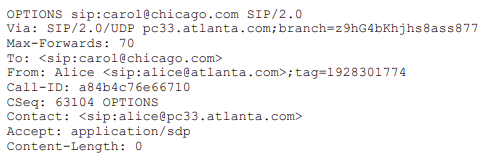 OPTIONS sip:carol@chicago.com SIP/2.0
Via: SIP/2.0/UDP pc33.atlanta.com;branch=z9hG4bKhjhs8ass877
Max-Forwards: 70
To: <sip:carol@chicago.com>
From: Alice <sip:alice@atlanta.com>;tag=1928301774
Call-ID: a84b4c76e66710
CSeq: 63104 OPTIONS
Contact: <sip:alice@pc33.atlanta.com>
Accept: application/sdp
Content-Length: 0